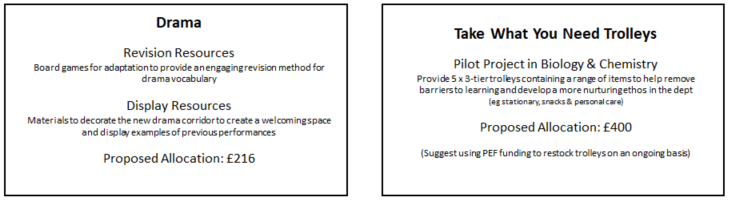 Drama
Revision Resources
Board games for adaptation to provide an engaging revision method for
drama vocabulary
Display Resources
Materials to decorate the new drama corridor to create a welcoming space
and display examples of previous performances
Proposed Allocation: £216
Take What You Need Trolleys
Pilot Project in Biology & Chemistry
Provide 5 x 3-tier trolleys containing a range of items to help remove
barriers to learning and develop a more nurturing ethos in the dept
(eg stationary, snacks & personal care)
Proposed Allocation: £400
(Suggest using PEF funding to restock trolleys on an ongoing basis)